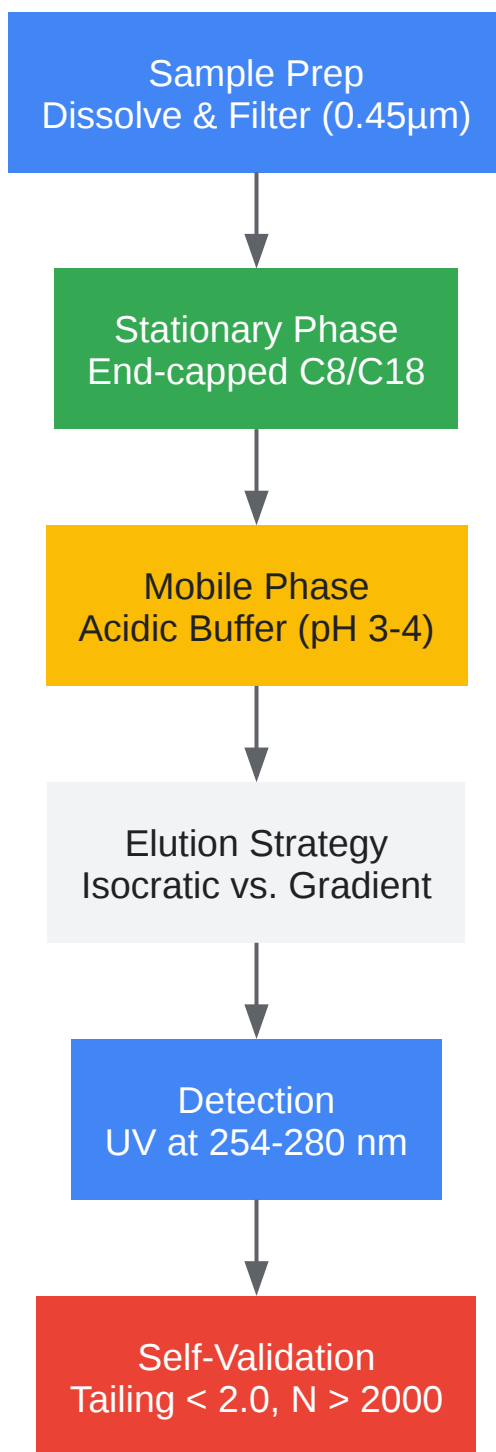 Sample Prep
Dissolve & Filter (0.45µm)
Stationary Phase
End-capped C8/C18
Mobile Phase
Acidic Buffer (pH 3-4)
Elution Strategy
Isocratic vs. Gradient
Detection
UV at 254-280 nm
Self-Validation
Tailing < 2.0, N > 2000